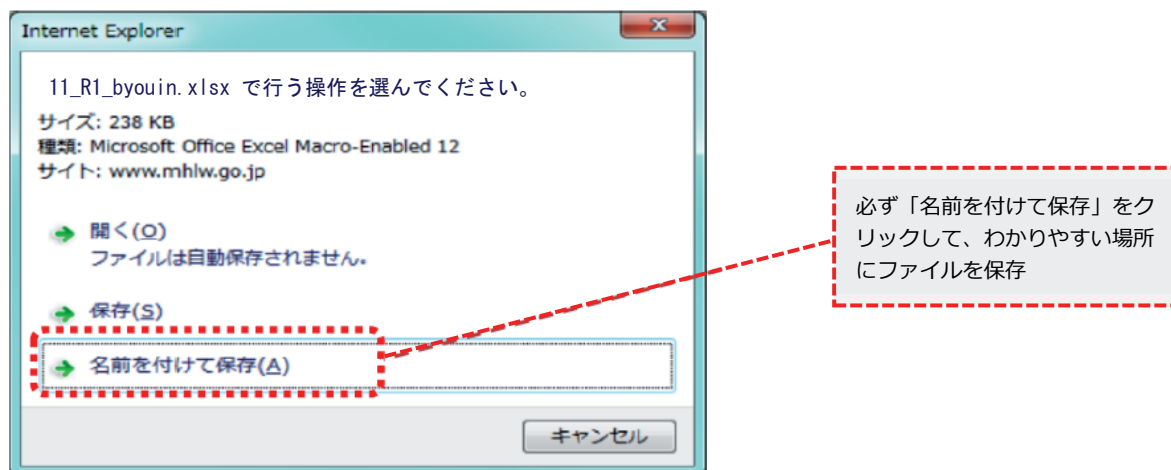 Internet Explorer
11_R1_byouin.xlsx で行う操作を選んでください。
サイズ: 238 KB
種類: Microsoft Office Excel Macro-Enabled 12
サイト: www.mhlw.go.jp
開く(O)
ファイルは自動保存されません。
保存(S)
名前を付けて保存(A)
キャンセル
必ず「名前を付けて保存」をク
リックして、わかりやすい場所
にファイルを保存